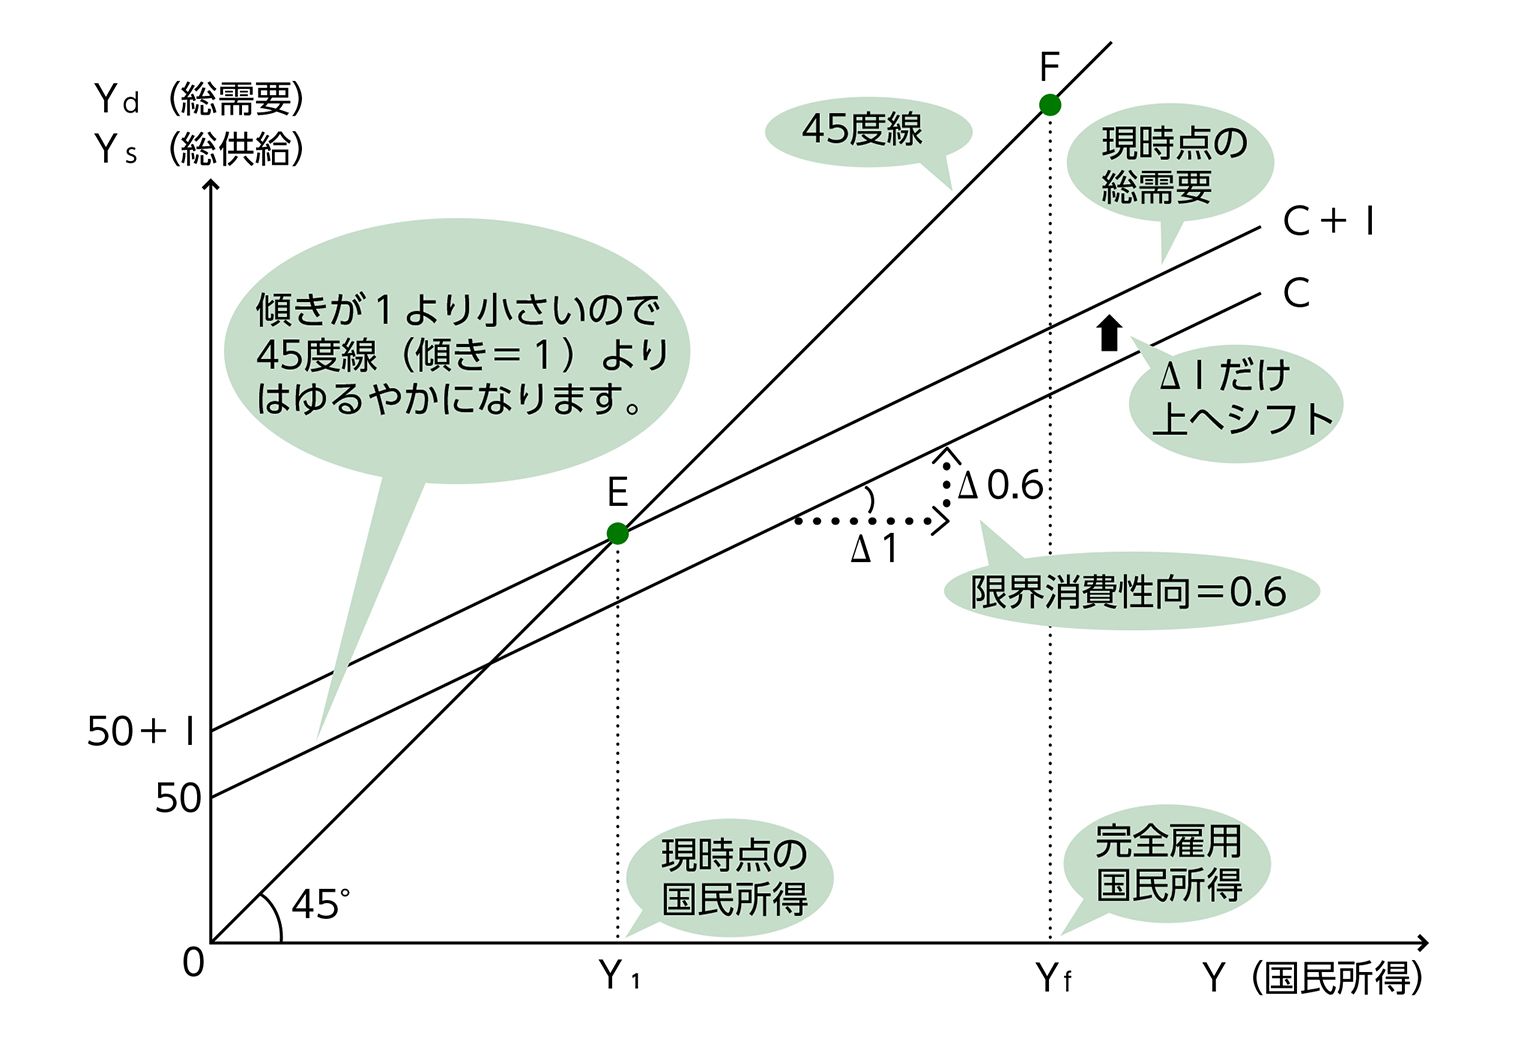 Yd（総需要）
Ys（総供給）
F
45度線
現時点の
総需要
C＋I
C
傾きが１より小さいので
45度線（傾き＝１）より
はゆるやかになります。
ΔIだけ
上へシフト
E
Δ0.6
Δ1
限界消費性向＝0.6
50＋I
50
現時点の
国民所得
完全雇用
国民所得
45°
0
Y1
Yf
Y（国民所得）